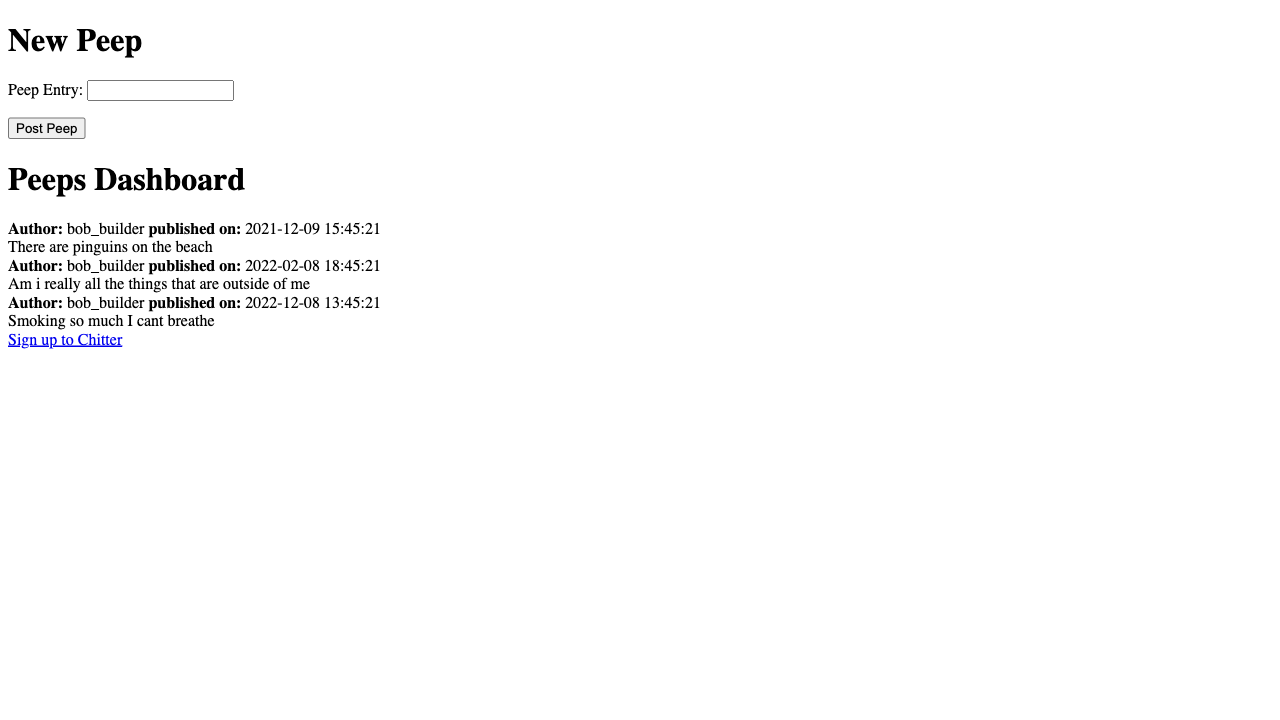 New Peep
Peep Entry:
Post Peep
Peeps Dashboard
Author: bob_builder published on: 2021-12-09 15:45:21
There are pinguins on the beach
Author: bob_builder published on: 2022-02-08 18:45:21
Am i really all the things that are outside of me
Author: bob_builder published on: 2022-12-08 13:45:21
Smoking so much I cant breathe
Sign up to Chitter